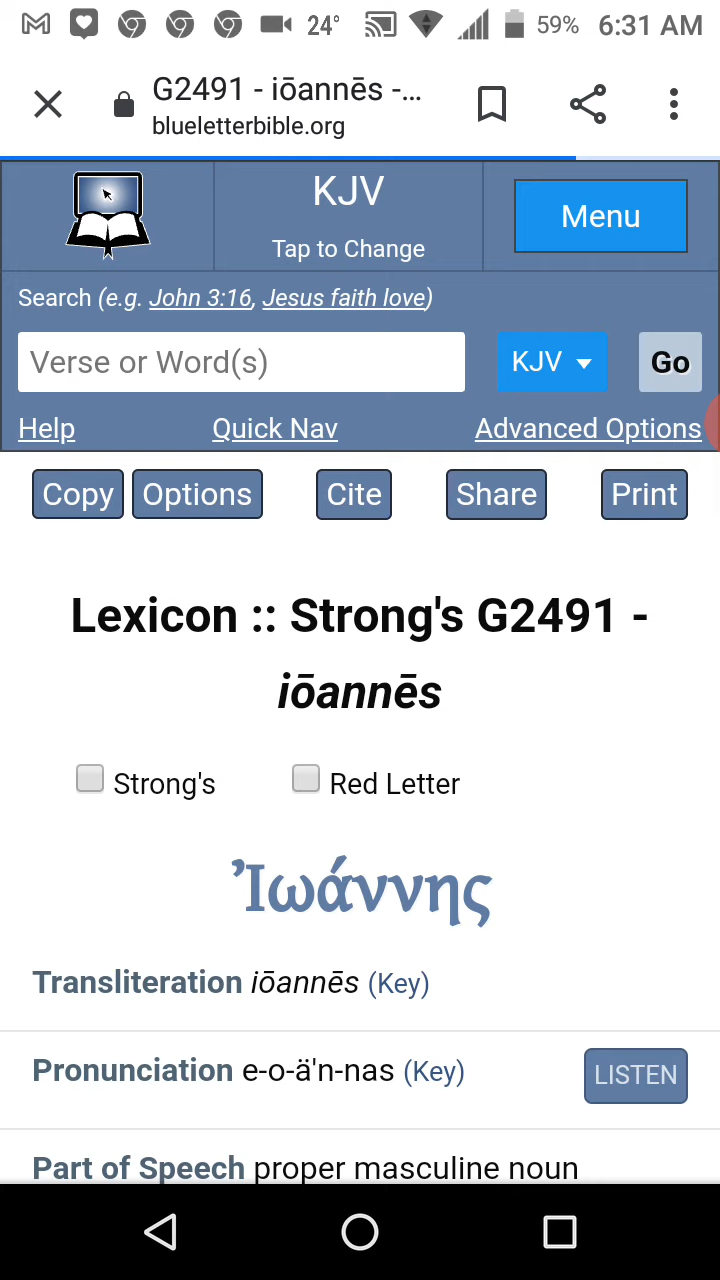 24° 59% 6:31 AM
G2491 - iōannēs -...
blueletterbible.org
KJV
Tap to Change
Menu
Search (e.g. John 3:16, Jesus faith love)
Verse or Word(s) KJV Go
Help Quick Nav Advanced Options
Copy Options Cite Share Print
Lexicon :: Strong's G2491 -
iōannēs
Strong's Red Letter
Ἰωάννης
Transliteration iōannēs (Key)
Pronunciation e-o-ä'n-nas (Key) LISTEN
Part of Speech proper masculine noun